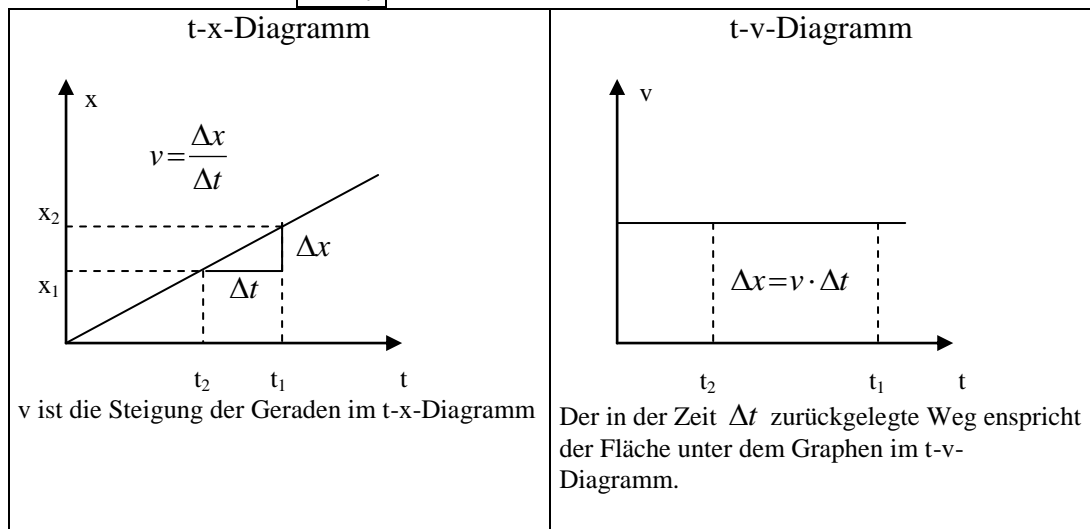 t-x-Diagramm
x
v = Δx / Δt
x₂
Δx
x₁
Δt
t₂ t₁ t
v ist die Steigung der Geraden im t-x-Diagramm
t-v-Diagramm
v
Δx = v · Δt
t₂ t₁ t
Der in der Zeit Δt zurückgelegte Weg enspricht
der Fläche unter dem Graphen im t-v-
Diagramm.